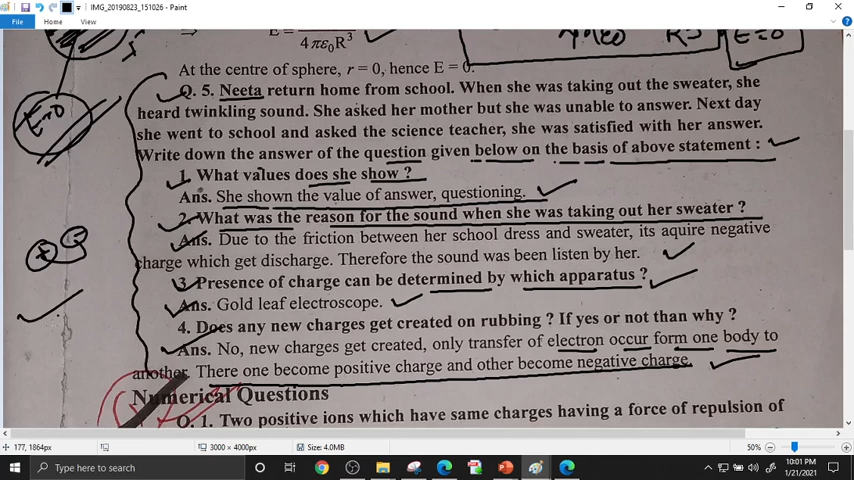 IMG_20190823_151026 - Paint
File Home View
⇒ E =
4πε₀R³
E=0
At the centre of sphere, r = 0, hence E = 0.
Q. 5. Neeta return home from school. When she was taking out the sweater, she
heard twinkling sound. She asked her mother but she was unable to answer. Next day
she went to school and asked the science teacher, she was satisfied with her answer.
Write down the answer of the question given below on the basis of above statement :
E=0
1. What values does she show ?
Ans. She shown the value of answer, questioning.
2. What was the reason for the sound when she was taking out her sweater ?
Ans. Due to the friction between her school dress and sweater, its aquire negative
charge which get discharge. Therefore the sound was been listen by her.
+ -
3. Presence of charge can be determined by which apparatus ?
Ans. Gold leaf electroscope.
4. Does any new charges get created on rubbing ? If yes or not than why ?
Ans. No, new charges get created, only transfer of electron occur form one body to
another. There one become positive charge and other become negative charge.
Numerical Questions
Q. 1. Two positive ions which have same charges having a force of repulsion of
177, 1864px 3000 × 4000px Size: 4.0MB 50%
Type here to search
10:01 PM
1/21/2021